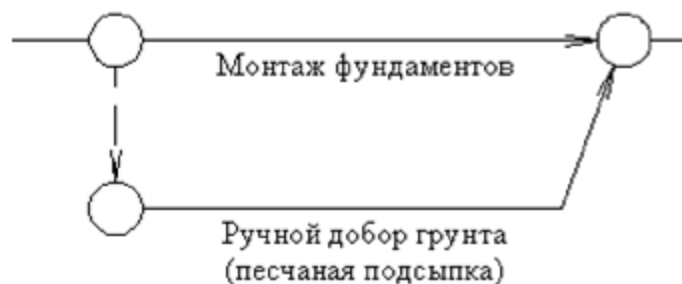 Монтаж фундаментов
Ручной добор грунта
(песчаная подсыпка)